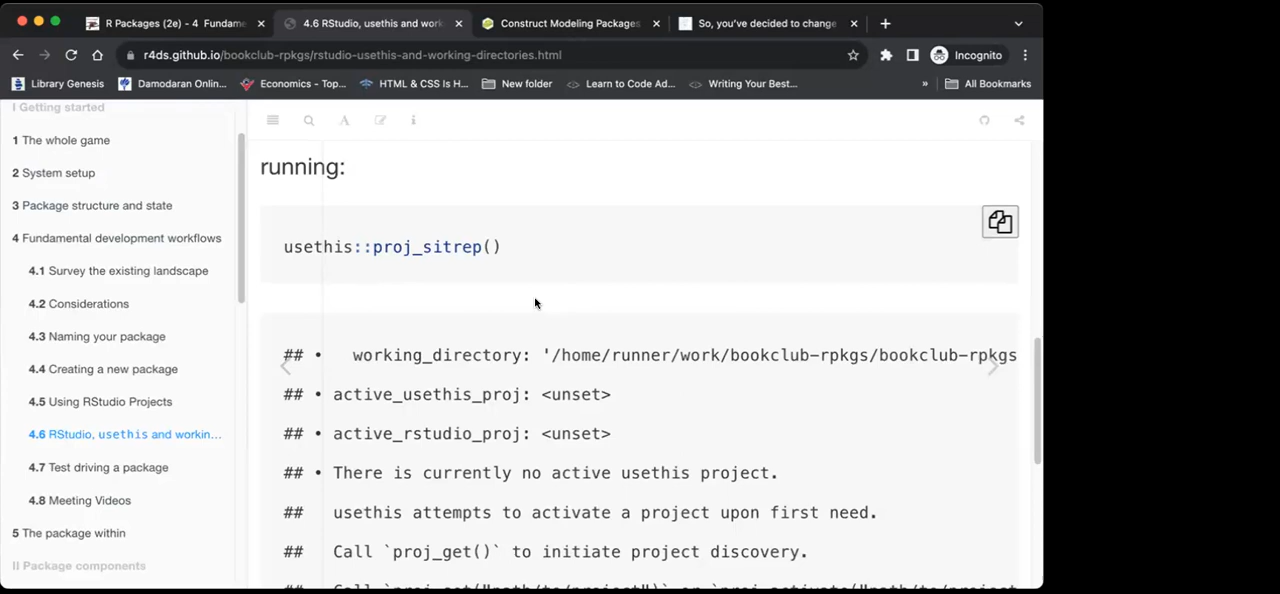 R Packages (2e) - 4 Fundame
4.6 RStudio, usethis and work
Construct Modeling Packages
So, you've decided to change
r4ds.github.io/bookclub-rpkgs/rstudio-usethis-and-working-directories.html
Incognito
Library Genesis
Damodaran Onlin...
Economics - Top...
HTML & CSS Is H...
New folder
Learn to Code Ad...
Writing Your Best...
»
All Bookmarks
I Getting started
1 The whole game
2 System setup
3 Package structure and state
4 Fundamental development workflows
4.1 Survey the existing landscape
4.2 Considerations
4.3 Naming your package
4.4 Creating a new package
4.5 Using RStudio Projects
4.6 RStudio, usethis and workin...
4.7 Test driving a package
4.8 Meeting Videos
5 The package within
II Package components
running:
usethis::proj_sitrep()
## •   working_directory: '/home/runner/work/bookclub-rpkgs/bookclub-rpkgs
## • active_usethis_proj: <unset>
## • active_rstudio_proj: <unset>
## • There is currently no active usethis project.
##   usethis attempts to activate a project upon first need.
##   Call `proj_get()` to initiate project discovery.